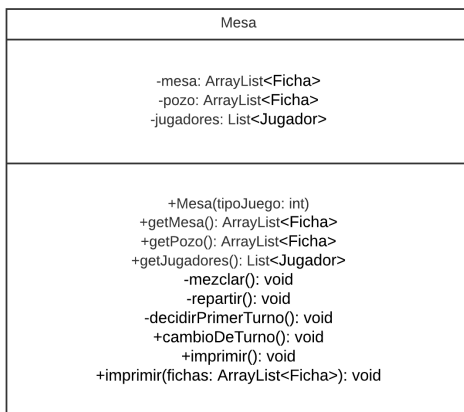 Mesa
-mesa: ArrayList<Ficha>
-pozo: ArrayList<Ficha>
-jugadores: List<Jugador>
+Mesa(tipoJuego: int)
+getMesa(): ArrayList<Ficha>
+getPozo(): ArrayList<Ficha>
+getJugadores(): List<Jugador>
-mezclar(): void
-repartir(): void
-decidirPrimerTurno(): void
+cambioDeTurno(): void
+imprimir(): void
+imprimir(fichas: ArrayList<Ficha>): void